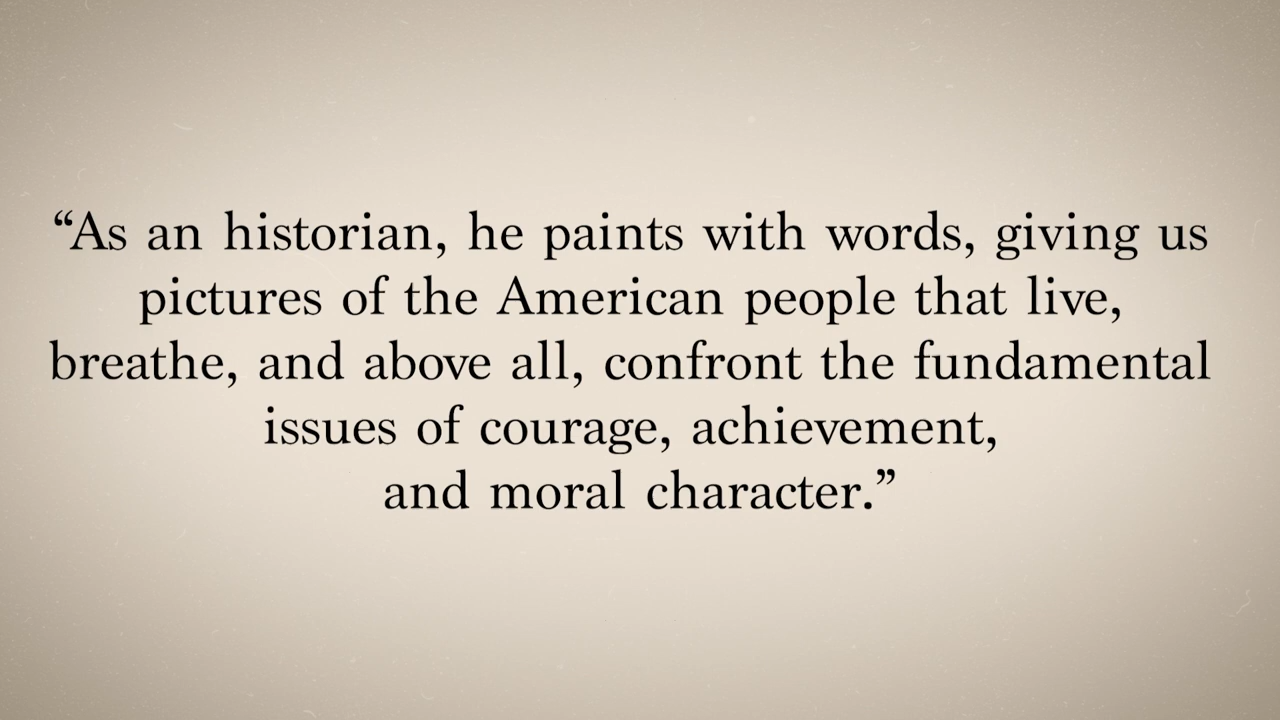 “As an historian, he paints with words, giving us
pictures of the American people that live,
breathe, and above all, confront the fundamental
issues of courage, achievement,
and moral character.”